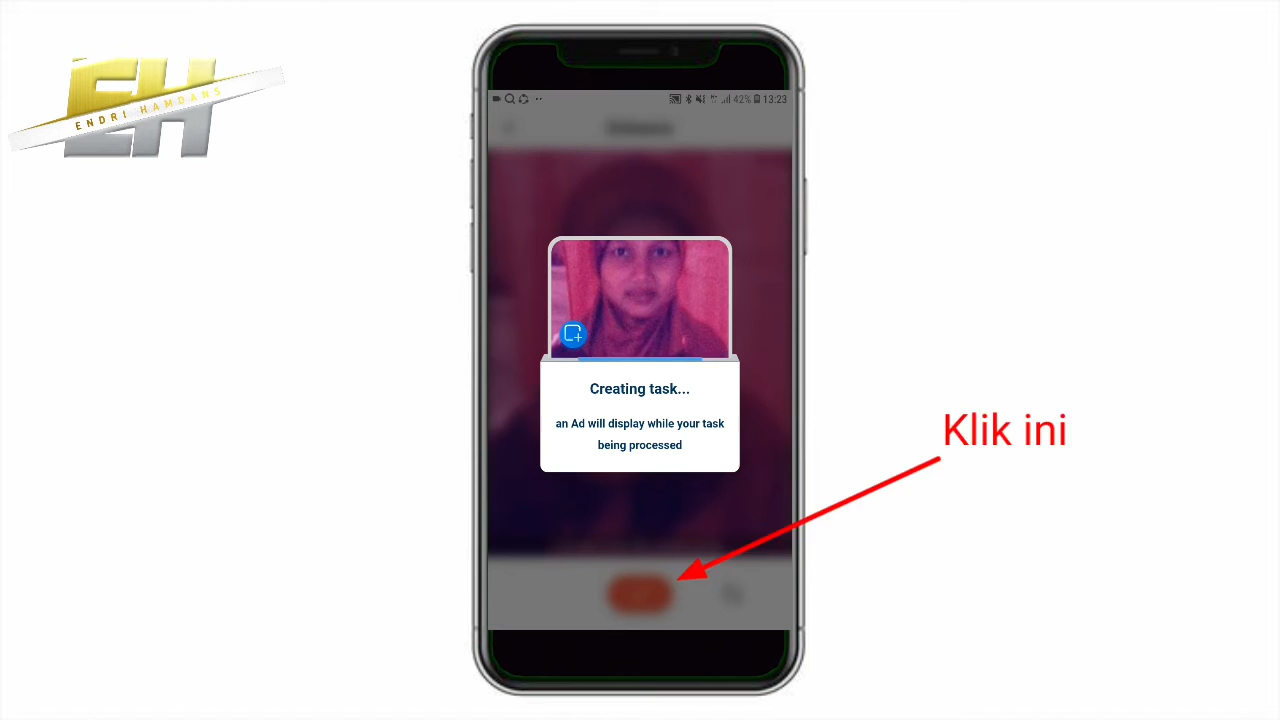 EH
ENDRI HAMDANS
42%
13:23
Creating task...
an Ad will display while your task
being processed
Klik ini